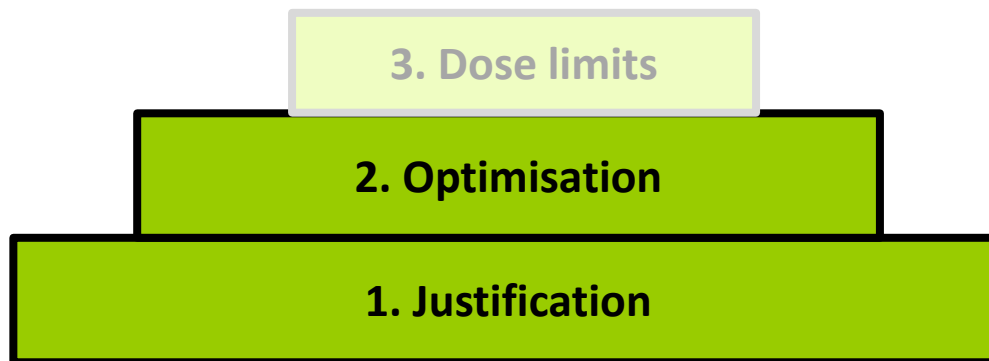 3. Dose limits
2. Optimisation
1. Justification